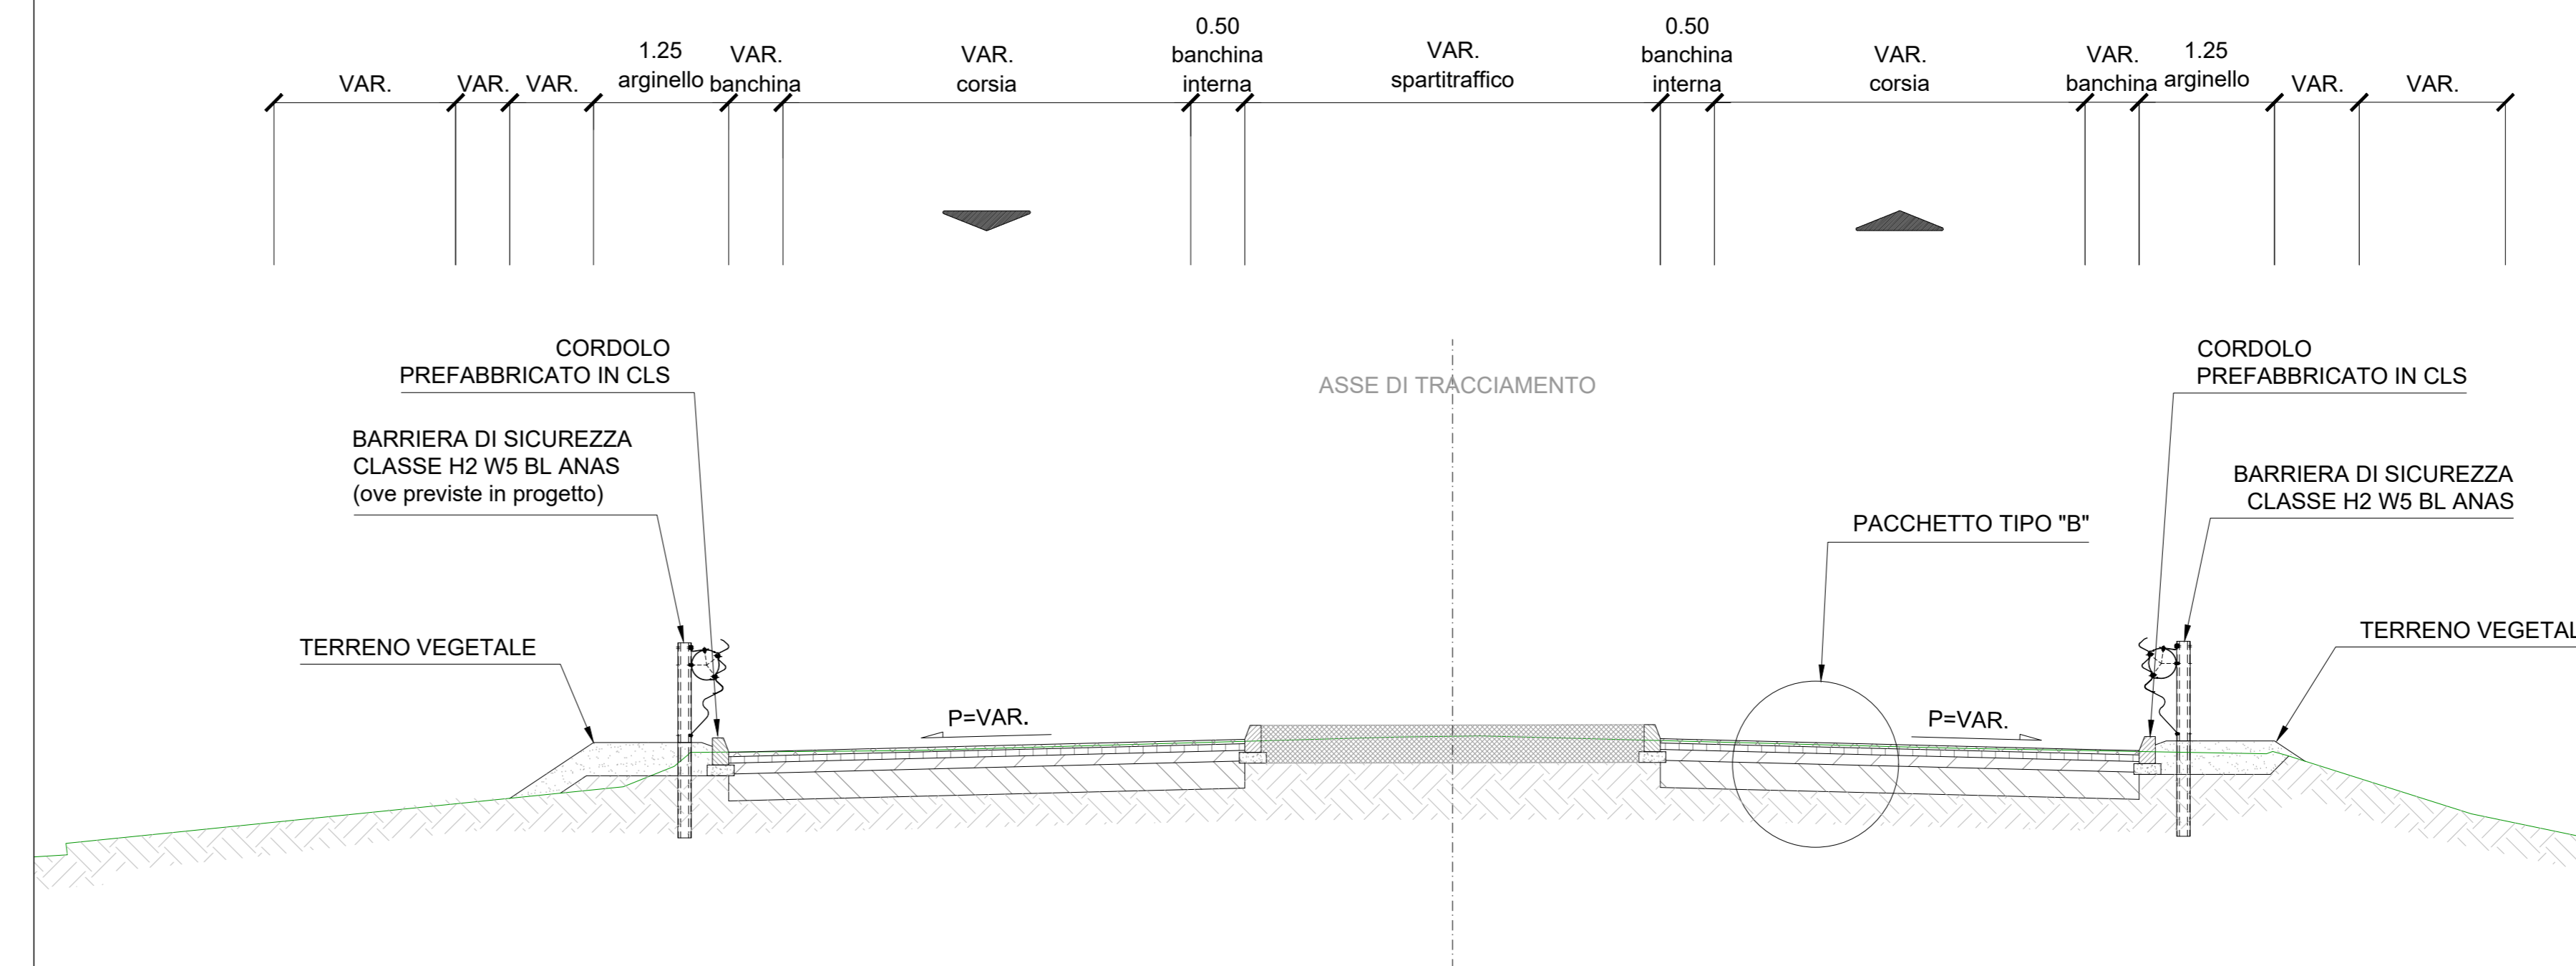 VAR.
VAR.
VAR.
1.25
arginello
VAR.
banchina
VAR.
corsia
0.50
banchina
interna
VAR.
spartitraffico
0.50
banchina
interna
VAR.
corsia
VAR.
banchina
1.25
arginello
VAR.
VAR.
CORDOLO
PREFABBRICATO IN CLS
BARRIERA DI SICUREZZA
CLASSE H2 W5 BL ANAS
(ove previste in progetto)
TERRENO VEGETALE
P=VAR.
ASSE DI TRACCIAMENTO
PACCHETTO TIPO "B"
P=VAR.
CORDOLO
PREFABBRICATO IN CLS
BARRIERA DI SICUREZZA
CLASSE H2 W5 BL ANAS
TERRENO VEGETAL